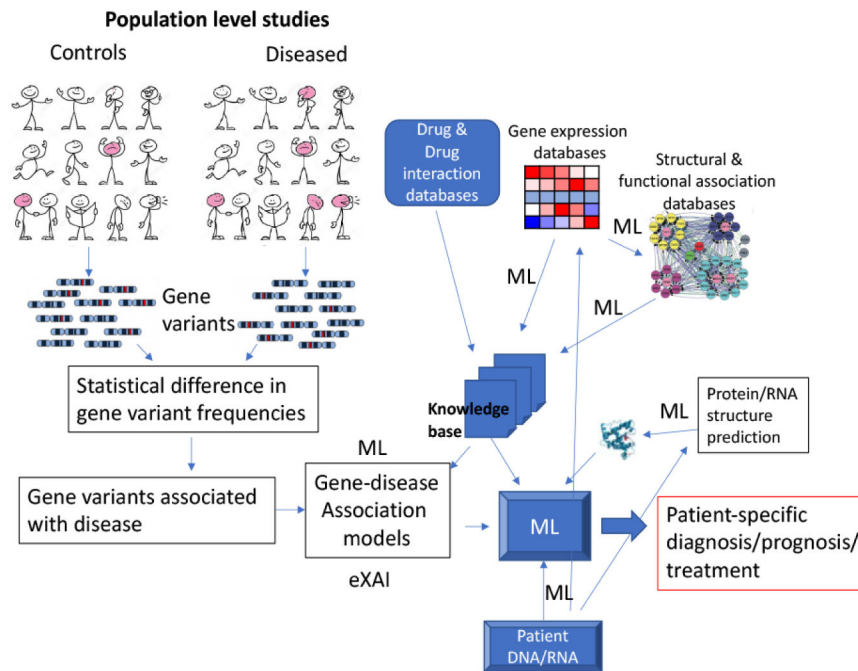 Population level studies
Controls
Diseased
Drug &
Drug
interaction
databases
Gene expression
databases
Structural &
functional association
databases
ML
ML
ML
Gene
variants
Statistical difference in
gene variant frequencies
Knowledge
base
ML
Protein/RNA
structure
prediction
ML
Gene variants associated
with disease
Gene-disease
Association
models
ML
Patient-specific
diagnosis/prognosis/
treatment
eXAI
ML
Patient
DNA/RNA